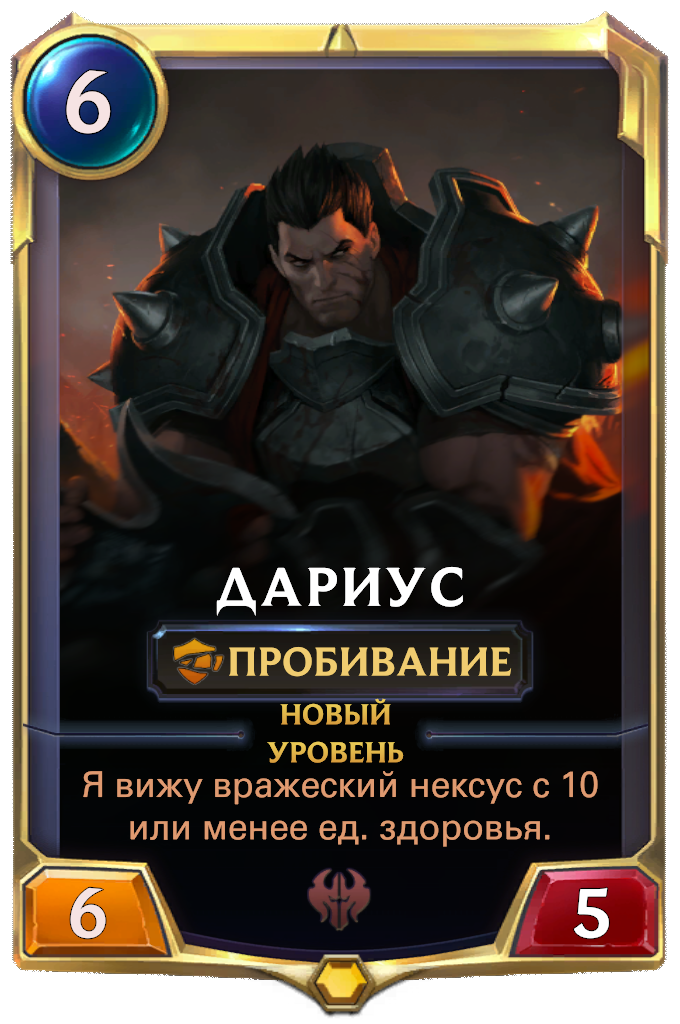 6
ДАРИУС
ПРОБИВАНИЕ
НОВЫЙ
УРОВЕНЬ
Я вижу вражеский нексус с 10
или менее ед. здоровья.
6
5